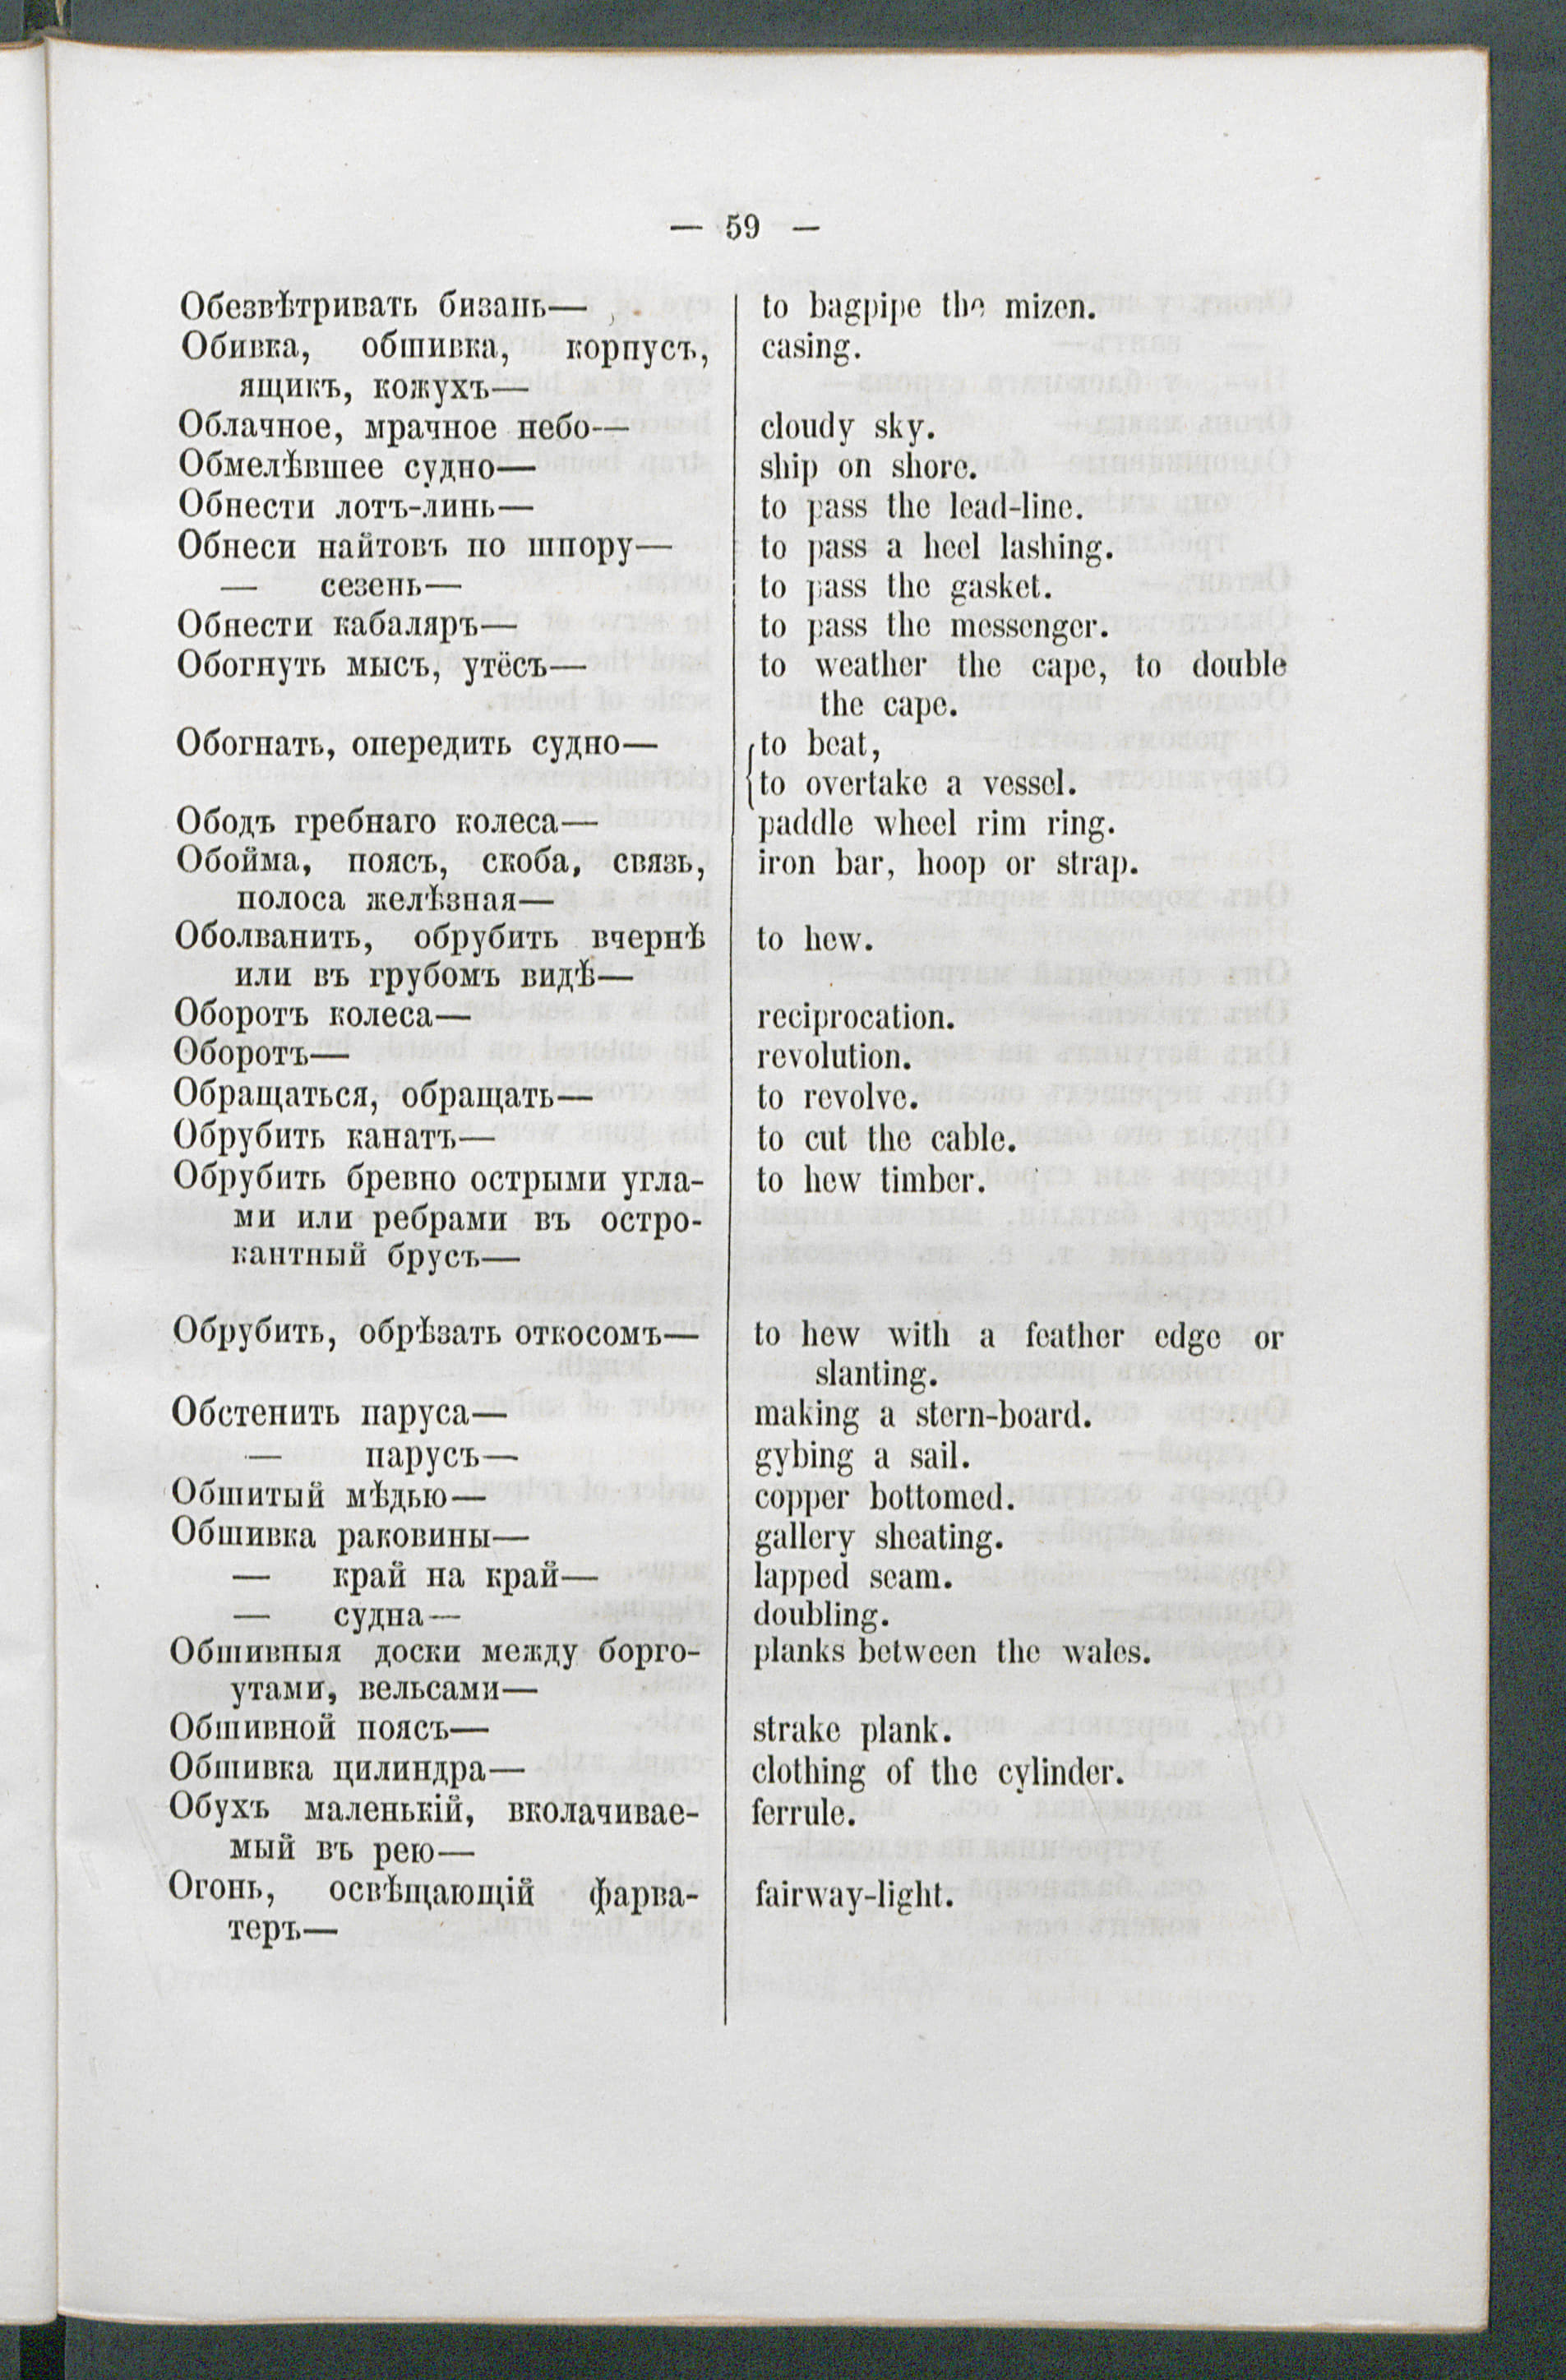 — 59 —
Обезвѣтривать бизань—
to bagpipe the mizen.
Обивка, обшивка, корпусъ,
casing.
ящикъ, кожухъ—
Облачное, мрачное небо—
cloudy sky.
Обмелѣвшее судно—
ship on shore.
Обнести лотъ-линь—
to pass the lead-line.
Обнеси найтовъ по шпору—
to pass a heel lashing.
— сезень—
to pass the gasket.
Обнести кабаляръ—
to pass the messenger.
Обогнуть мысъ, утёсъ—
to weather the cape, to double
the cape.
Обогнать, опередить судно—
to beat,
to overtake a vessel.
Ободъ гребнаго колеса—
paddle wheel rim ring.
Обойма, поясъ, скоба, связь,
iron bar, hoop or strap.
полоса желѣзная—
Оболванить, обрубить вчернѣ
to hew.
или въ грубомъ видѣ—
Оборотъ колеса—
reciprocation.
Оборотъ—
revolution.
Обращаться, обращать—
to revolve.
Обрубить канатъ—
to cut the cable.
Обрубить бревно острыми угла-
to hew timber.
ми или ребрами въ остро-
кантный брусъ—
Обрубить, обрѣзать откосомъ—
to hew with a feather edge or
slanting.
Обстенить паруса—
making a stern-board.
— парусъ—
gybing a sail.
Обшитый мѣдью—
copper bottomed.
Обшивка раковины—
gallery sheating.
— край на край—
lapped seam.
— судна—
doubling.
Обшивныя доски между борго-
planks between the wales.
утами, вельсами—
Обшивной поясъ—
strake plank.
Обшивка цилиндра—
clothing of the cylinder.
Обухъ маленькій, вколачивае-
ferrule.
мый въ рею—
Огонь, освѣщающій фарва-
fairway-light.
теръ—